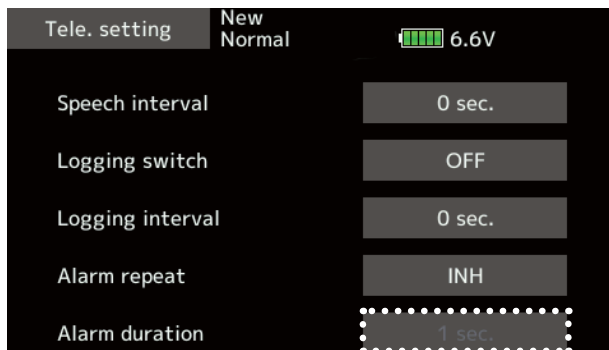 Tele. setting
New
Normal
6.6V
Speech interval
0 sec.
Logging switch
OFF
Logging interval
0 sec.
Alarm repeat
INH
Alarm duration
1 sec.